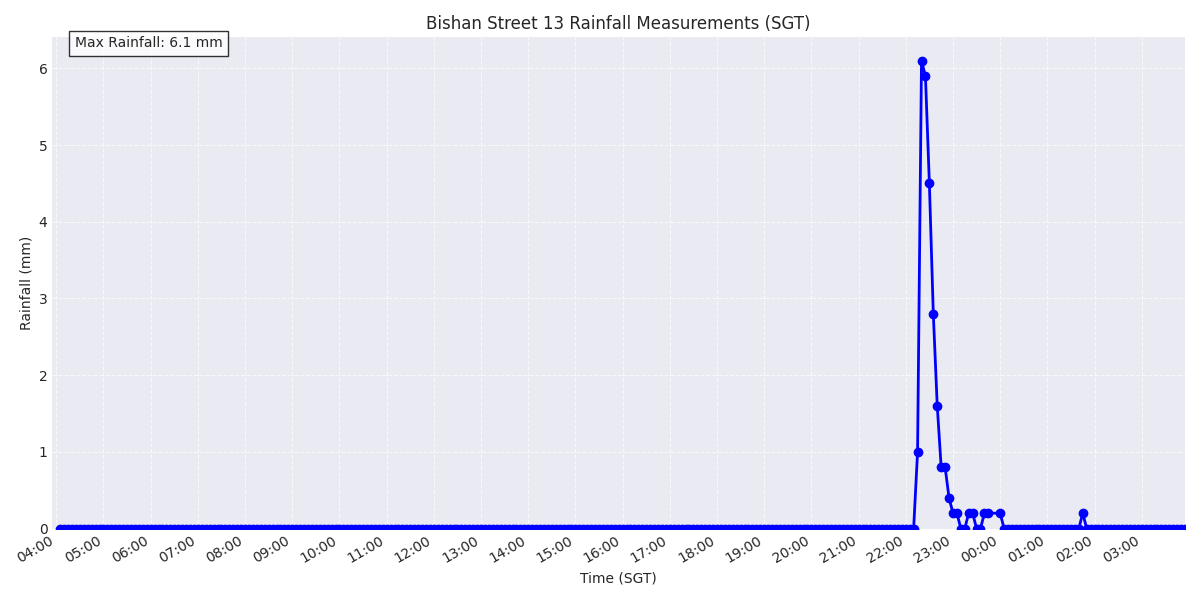 Bishan Street 13 Rainfall Measurements (SGT)
Max Rainfall: 6.1 mm
Rainfall (mm)
6
5
4
3
2
1
0
04:00 05:00 06:00 07:00 08:00 09:00 10:00 11:00 12:00 13:00 14:00 15:00 16:00 17:00 18:00 19:00 20:00 21:00 22:00 23:00 00:00 01:00 02:00 03:00
Time (SGT)